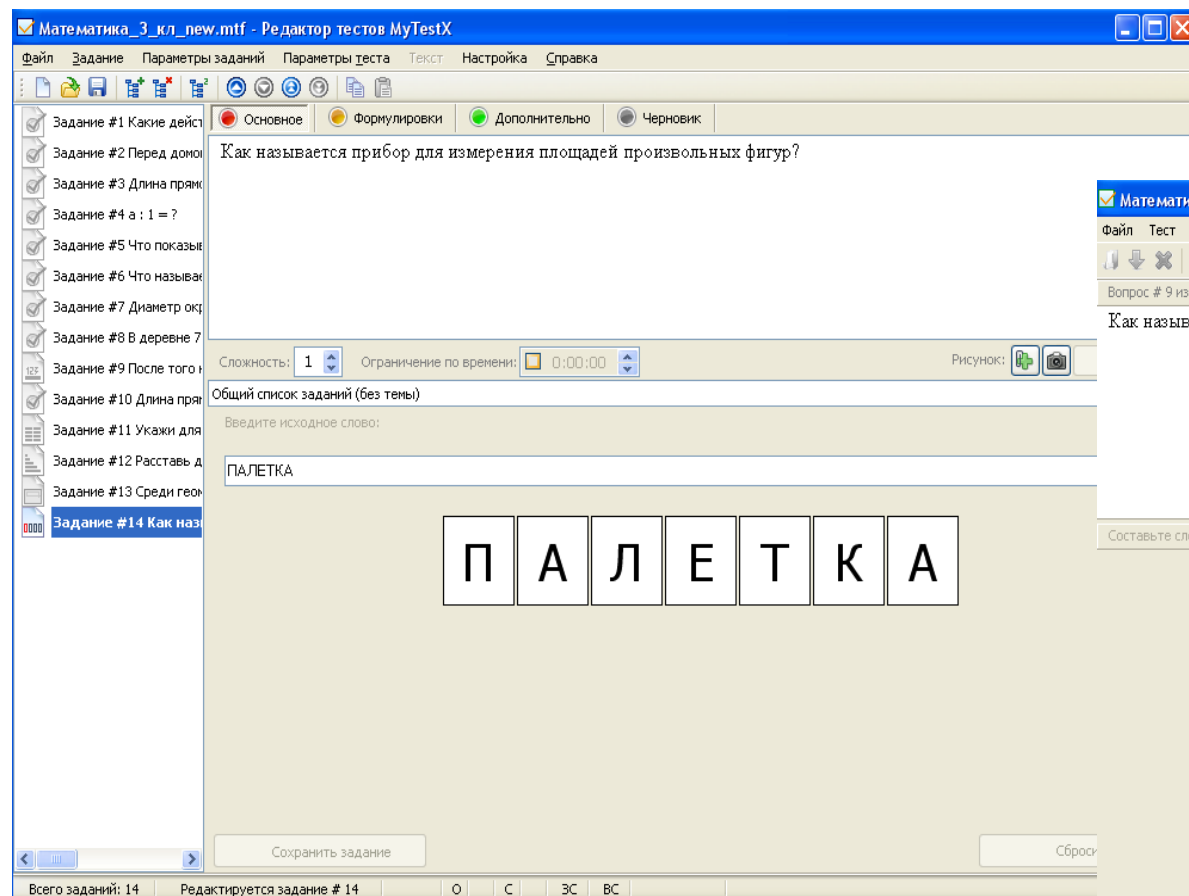 Математика_3_кл_new.mtf - Редактор тестов MyTestX
Файл Задание Параметры заданий Параметры теста Текст Настройка Справка
Основное Формулировки Дополнительно Черновик
Задание #1 Какие дейст
Задание #2 Перед домо
Задание #3 Длина прям
Задание #4 а : 1 = ?
Задание #5 Что показыв
Задание #6 Что называе
Задание #7 Диаметр окр
Задание #8 В деревне 7
Задание #9 После того н
Задание #10 Длина пря
Задание #11 Укажи для
Задание #12 Расставь д
Задание #13 Среди геом
Задание #14 Как назы
Как называется прибор для измерения площадей произвольных фигур?
Сложность: 1 Ограничение по времени: 0:00:00 Рисунок:
Общий список заданий (без темы)
Введите исходное слово:
ПАЛЕТКА
П А Л Е Т К А
Сохранить задание Сброси
Всего заданий: 14 Редактируется задание # 14 О С ЗС ВС
Математи
Файл Тест
Вопрос # 9 из
Как назыв
Составьте сл